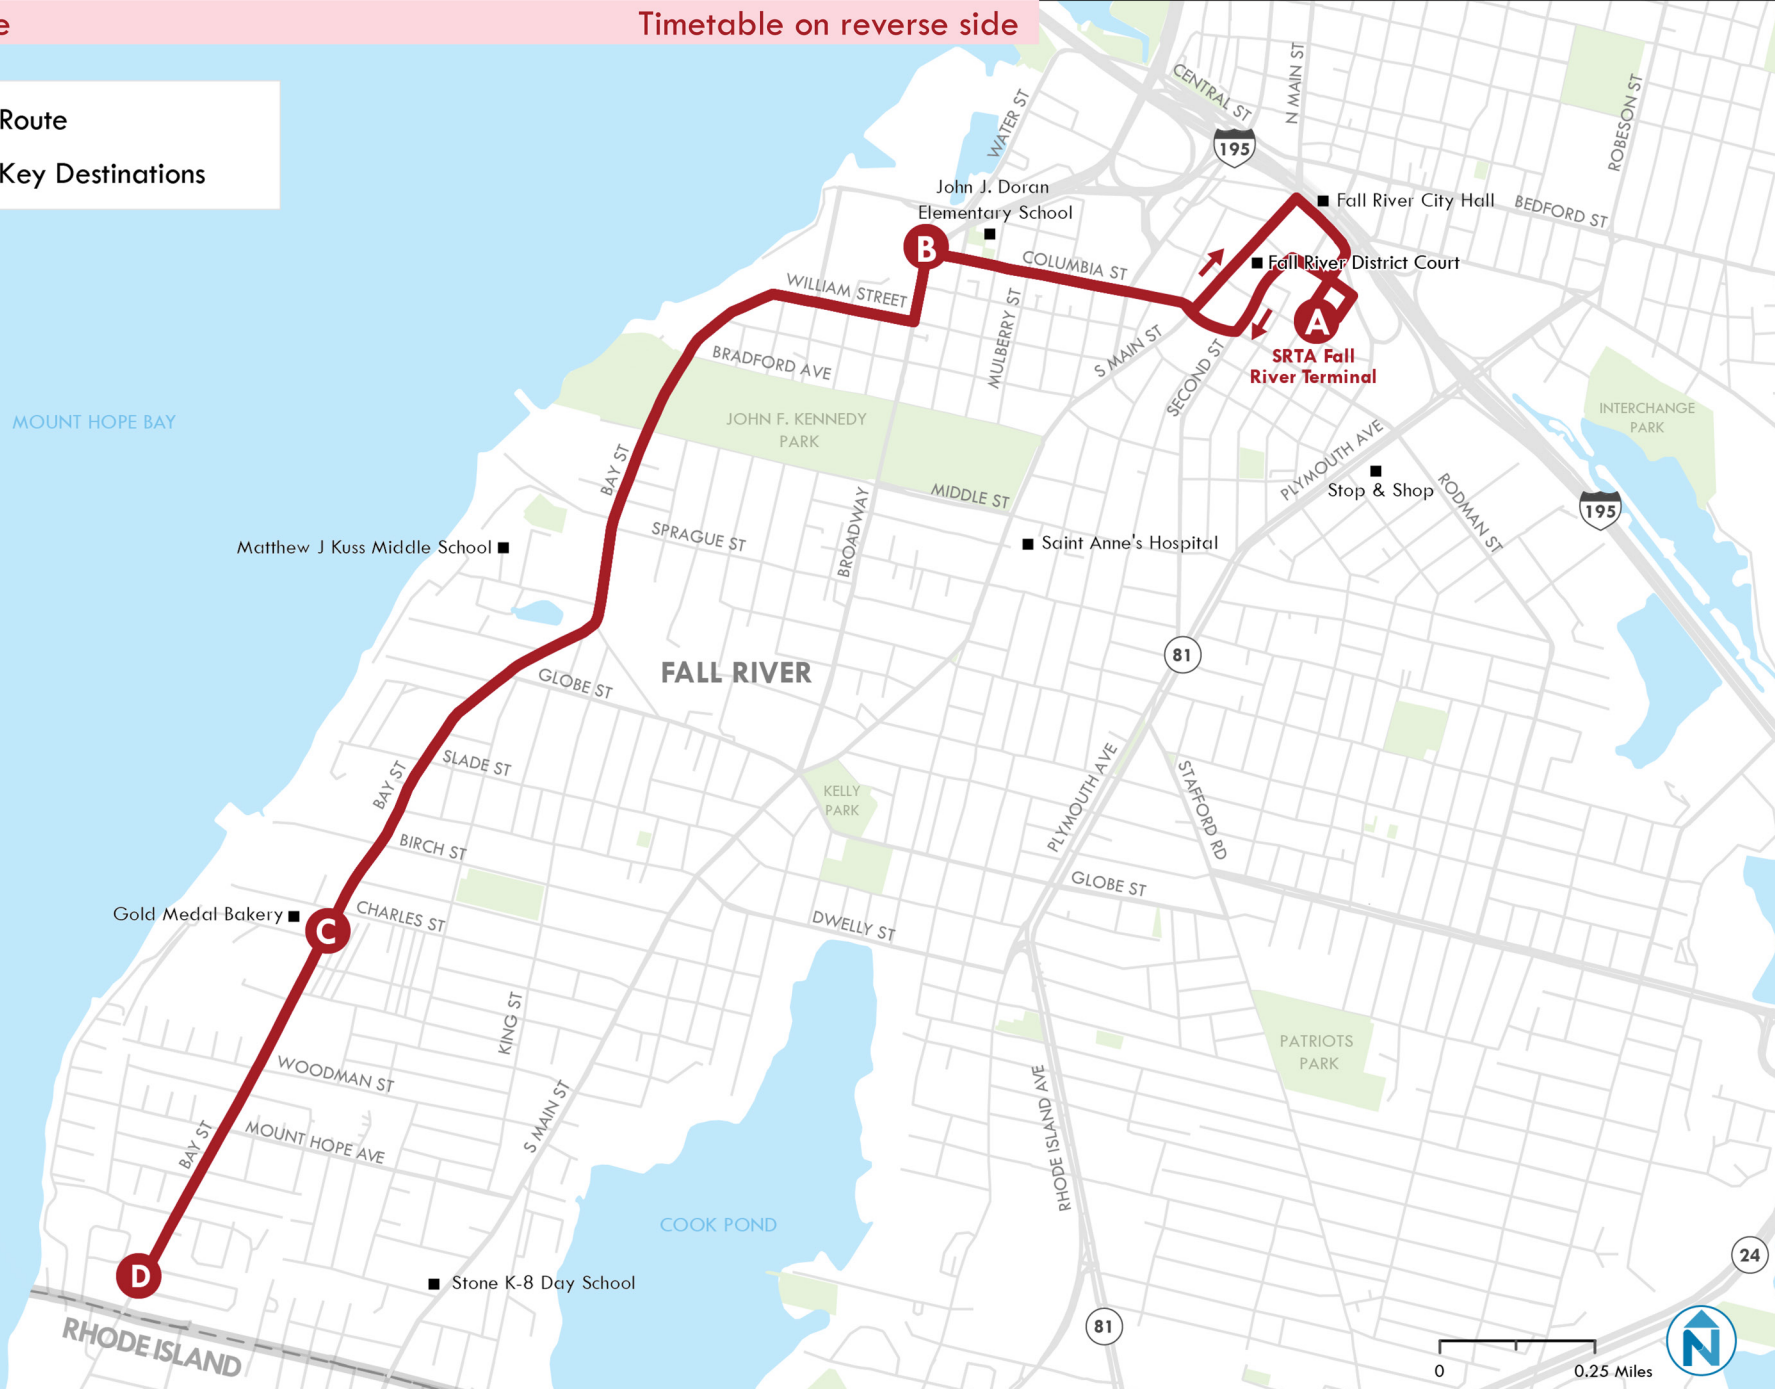 e
Timetable on reverse side
Route
Key Destinations
WATER ST
CENTRAL ST
N MAIN ST
195
ROBESON ST
BEDFORD ST
John J. Doran
Elementary School
Fall River City Hall
B
COLUMBIA ST
Fall River District Court
WILLIAM STREET
A
SRTA Fall
River Terminal
MULBERRY ST
S MAIN ST
SECOND ST
BRADFORD AVE
MOUNT HOPE BAY
JOHN F. KENNEDY
PARK
INTERCHANGE
PARK
PLYMOUTH AVE
Stop & Shop
RODMAN ST
195
BAY ST
MIDDLE ST
SPRAGUE ST
BROADWAY
Matthew J Kuss Middle School
Saint Anne's Hospital
81
FALL RIVER
GLOBE ST
SLADE ST
BAY ST
KELLY
PARK
PLYMOUTH AVE
STAFFORD RD
BIRCH ST
GLOBE ST
Gold Medal Bakery
C
CHARLES ST
DWELLY ST
KING ST
PATRIOTS
PARK
WOODMAN ST
S MAIN ST
RHODE ISLAND AVE
BAY ST
MOUNT HOPE AVE
COOK POND
D
Stone K-8 Day School
24
81
RHODE ISLAND
0
0.25 Miles
N